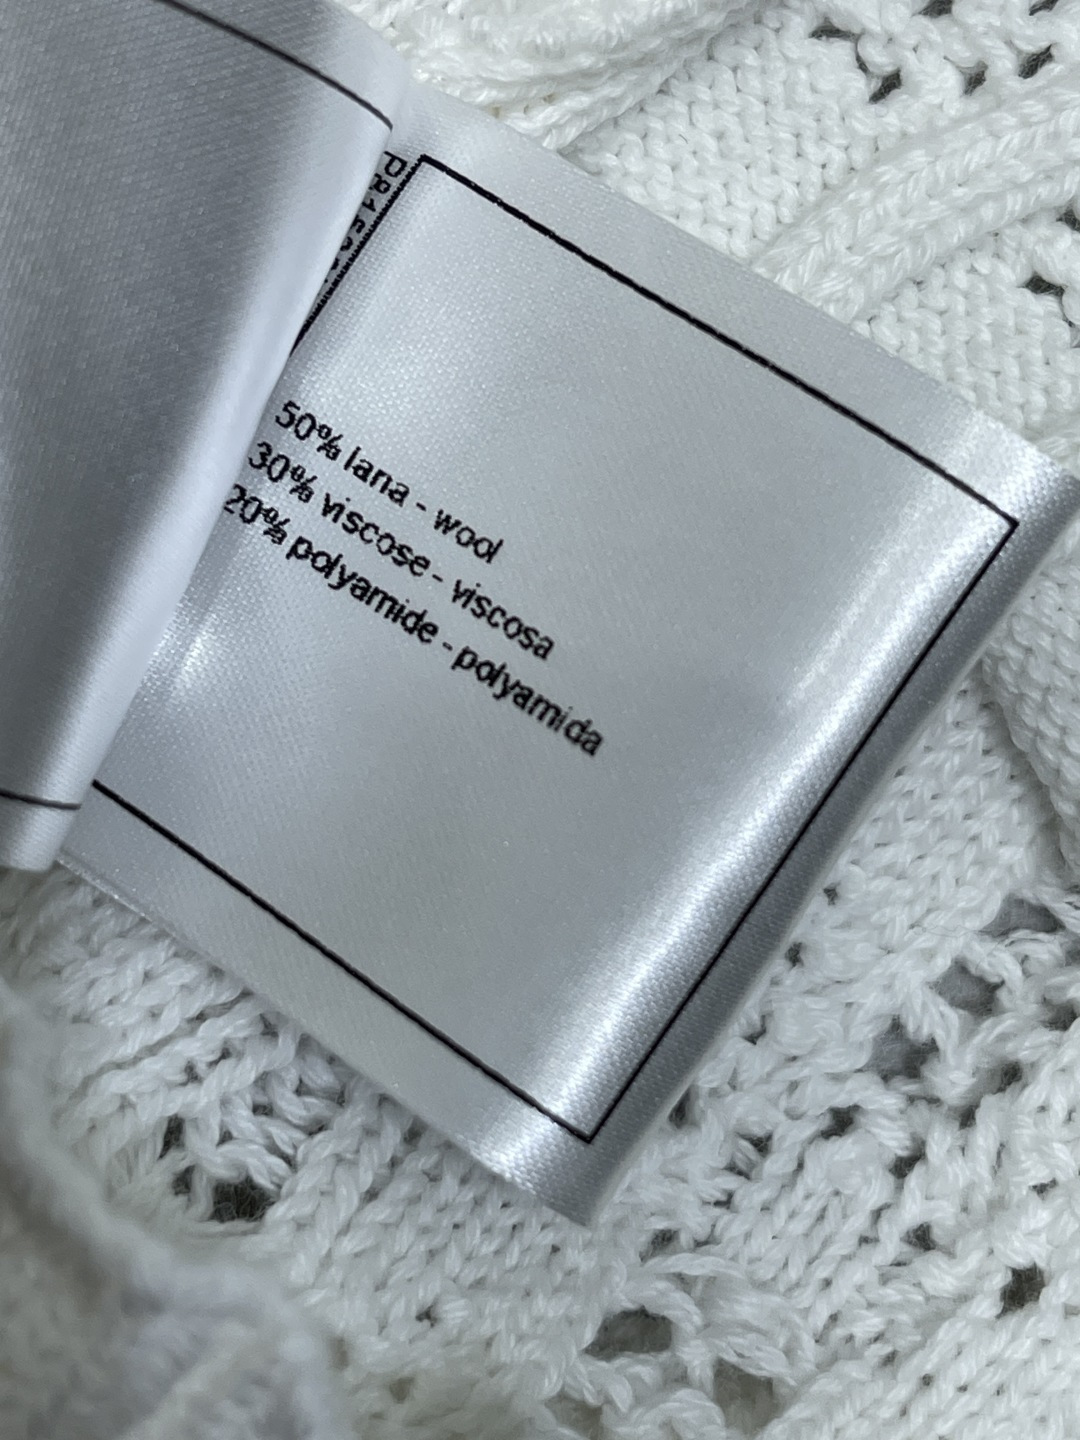 50% lana - wool
30% viscose - viscosa
20% polyamide - polyamida